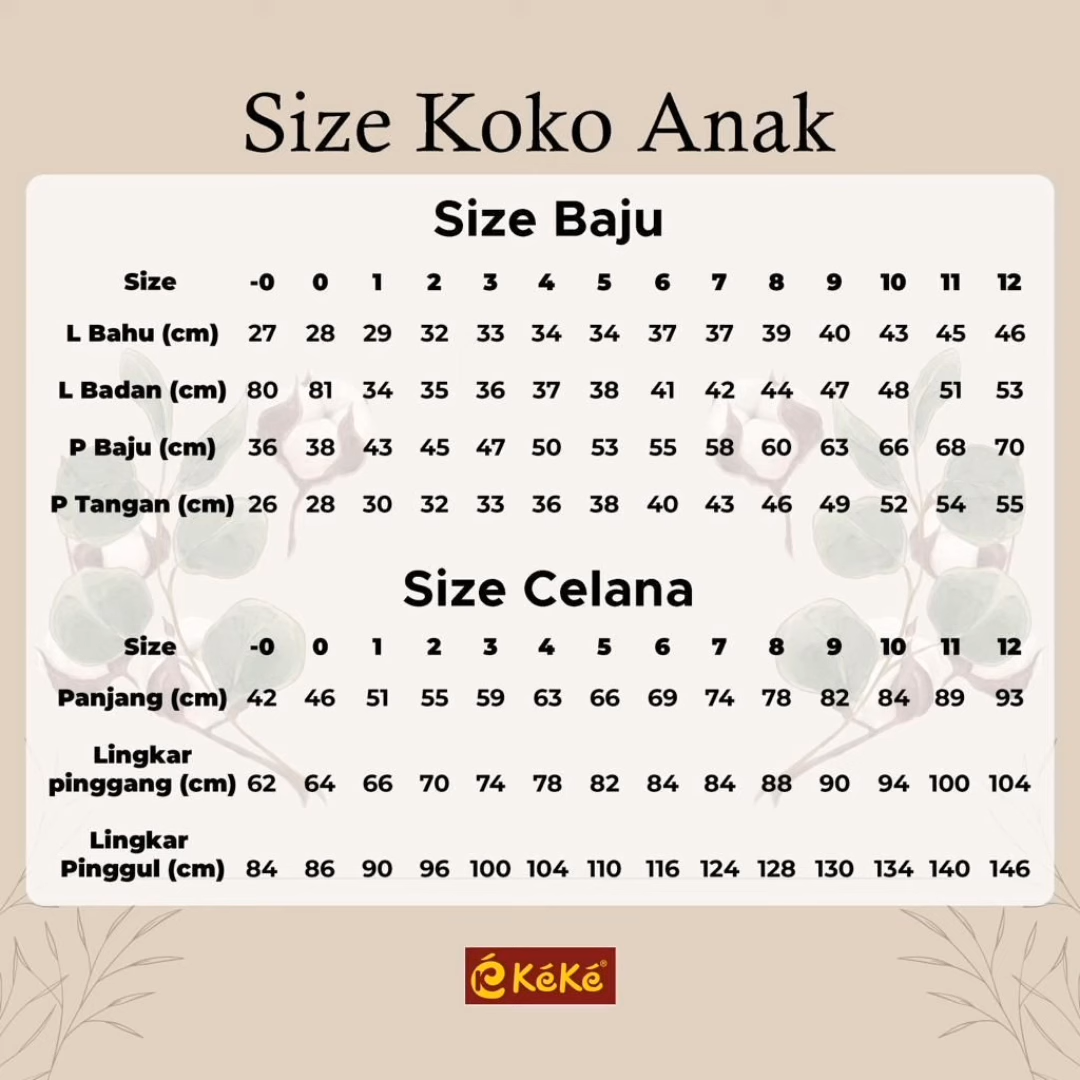 Size Koko Anak
Size Baju
Size -0 0 1 2 3 4 5 6 7 8 9 10 11 12
L Bahu (cm) 27 28 29 32 33 34 34 37 37 39 40 43 45 46
L Badan (cm) 80 81 34 35 36 37 38 41 42 44 47 48 51 53
P Baju (cm) 36 38 43 45 47 50 53 55 58 60 63 66 68 70
P Tangan (cm) 26 28 30 32 33 36 38 40 43 46 49 52 54 55
Size Celana
Size -0 0 1 2 3 4 5 6 7 8 9 10 11 12
Panjang (cm) 42 46 51 55 59 63 66 69 74 78 82 84 89 93
Lingkar
pinggang (cm) 62 64 66 70 74 78 82 84 84 88 90 94 100 104
Lingkar
Pinggul (cm) 84 86 90 96 100 104 110 116 124 128 130 134 140 146
KéKé®